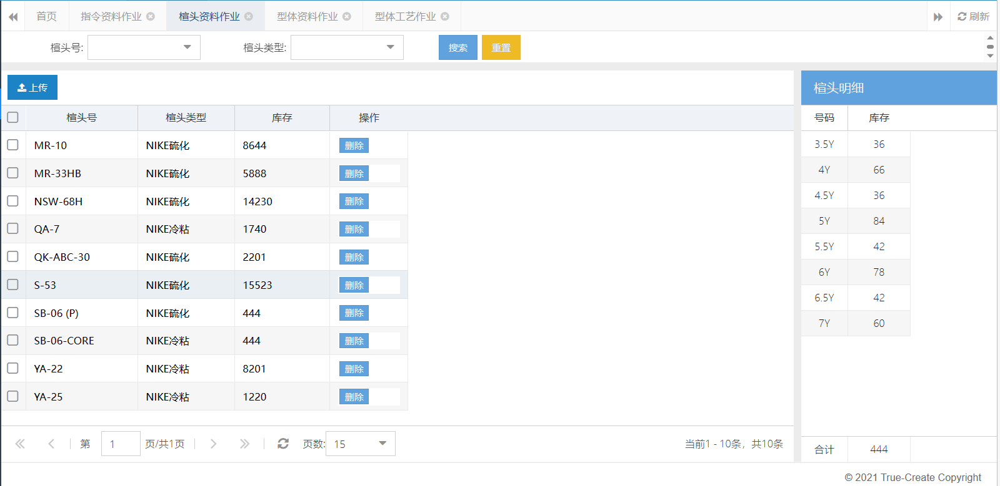 首页 指令资料作业 楦头资料作业 型体资料作业 型体工艺作业 刷新
楦头号: 楦头类型: 搜索 重置
上传
楦头号 楦头类型 库存 操作
MR-10 NIKE硫化 8644 删除
MR-33HB NIKE硫化 5888 删除
NSW-68H NIKE硫化 14230 删除
QA-7 NIKE冷粘 1740 删除
QK-ABC-30 NIKE硫化 2201 删除
S-53 NIKE硫化 15523 删除
SB-06 (P) NIKE硫化 444 删除
SB-06-CORE NIKE冷粘 444 删除
YA-22 NIKE冷粘 8201 删除
YA-25 NIKE冷粘 1220 删除
第 1 页/共1页 页数: 15 当前1 - 10条，共10条
楦头明细
号码 库存
3.5Y 36
4Y 66
4.5Y 36
5Y 84
5.5Y 42
6Y 78
6.5Y 42
7Y 60
合计 444
© 2021 True-Create Copyright